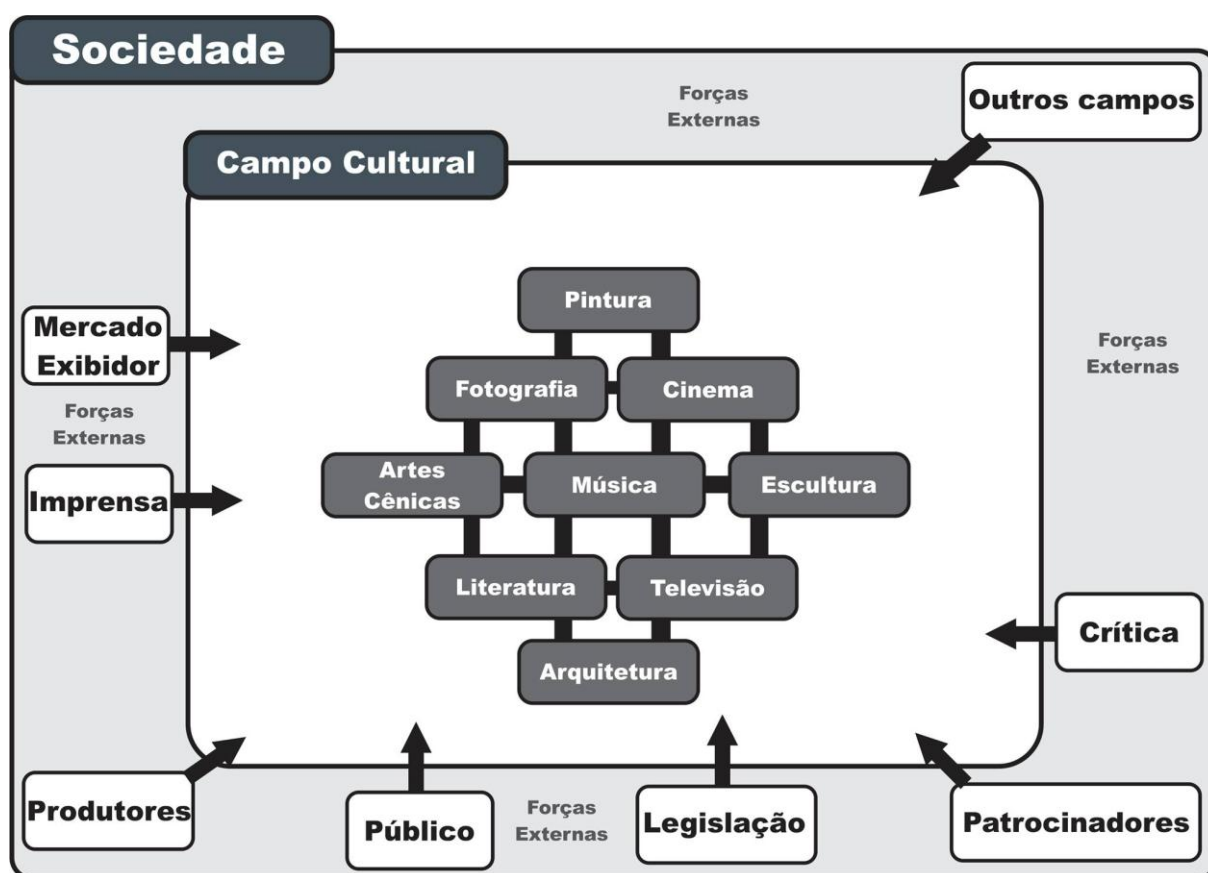 Sociedade
Forças
Externas
Outros campos
Campo Cultural
Pintura
Mercado
Exibidor
Fotografia
Cinema
Forças
Externas
Forças
Externas
Artes
Cênicas
Música
Escultura
Imprensa
Literatura
Televisão
Crítica
Arquitetura
Produtores
Público
Forças
Externas
Legislação
Patrocinadores